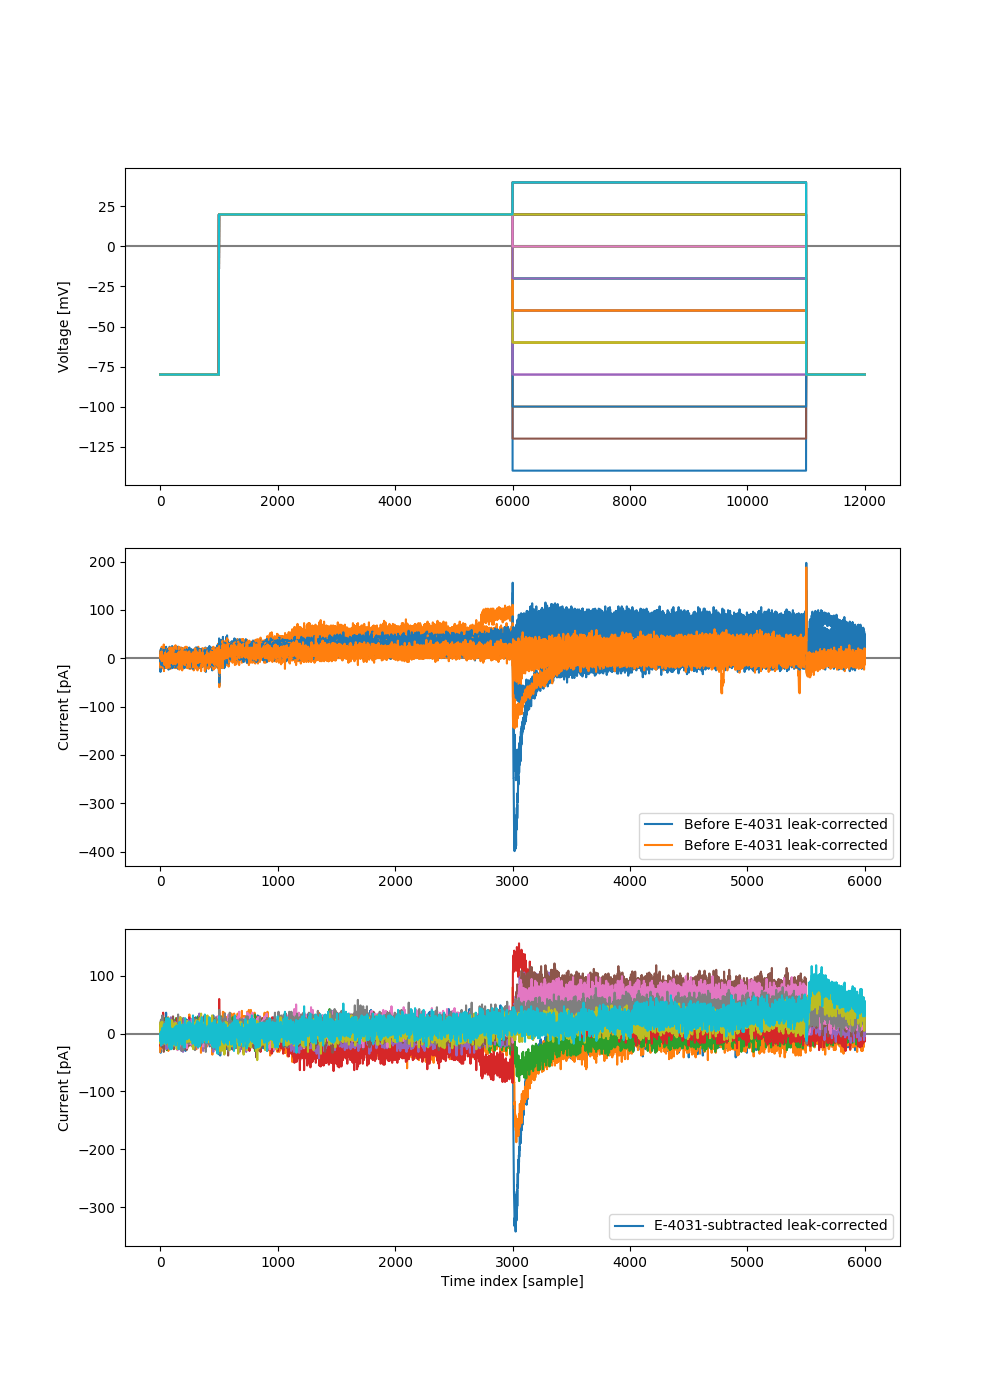 Voltage [mV]
25
0
−25
−50
−75
−100
−125
0 2000 4000 6000 8000 10000 12000
Current [pA]
200
100
0
−100
−200
−300
−400
Before E-4031 leak-corrected
Before E-4031 leak-corrected
0 1000 2000 3000 4000 5000 6000
Current [pA]
100
0
−100
−200
−300
E-4031-subtracted leak-corrected
0 1000 2000 3000 4000 5000 6000
Time index [sample]